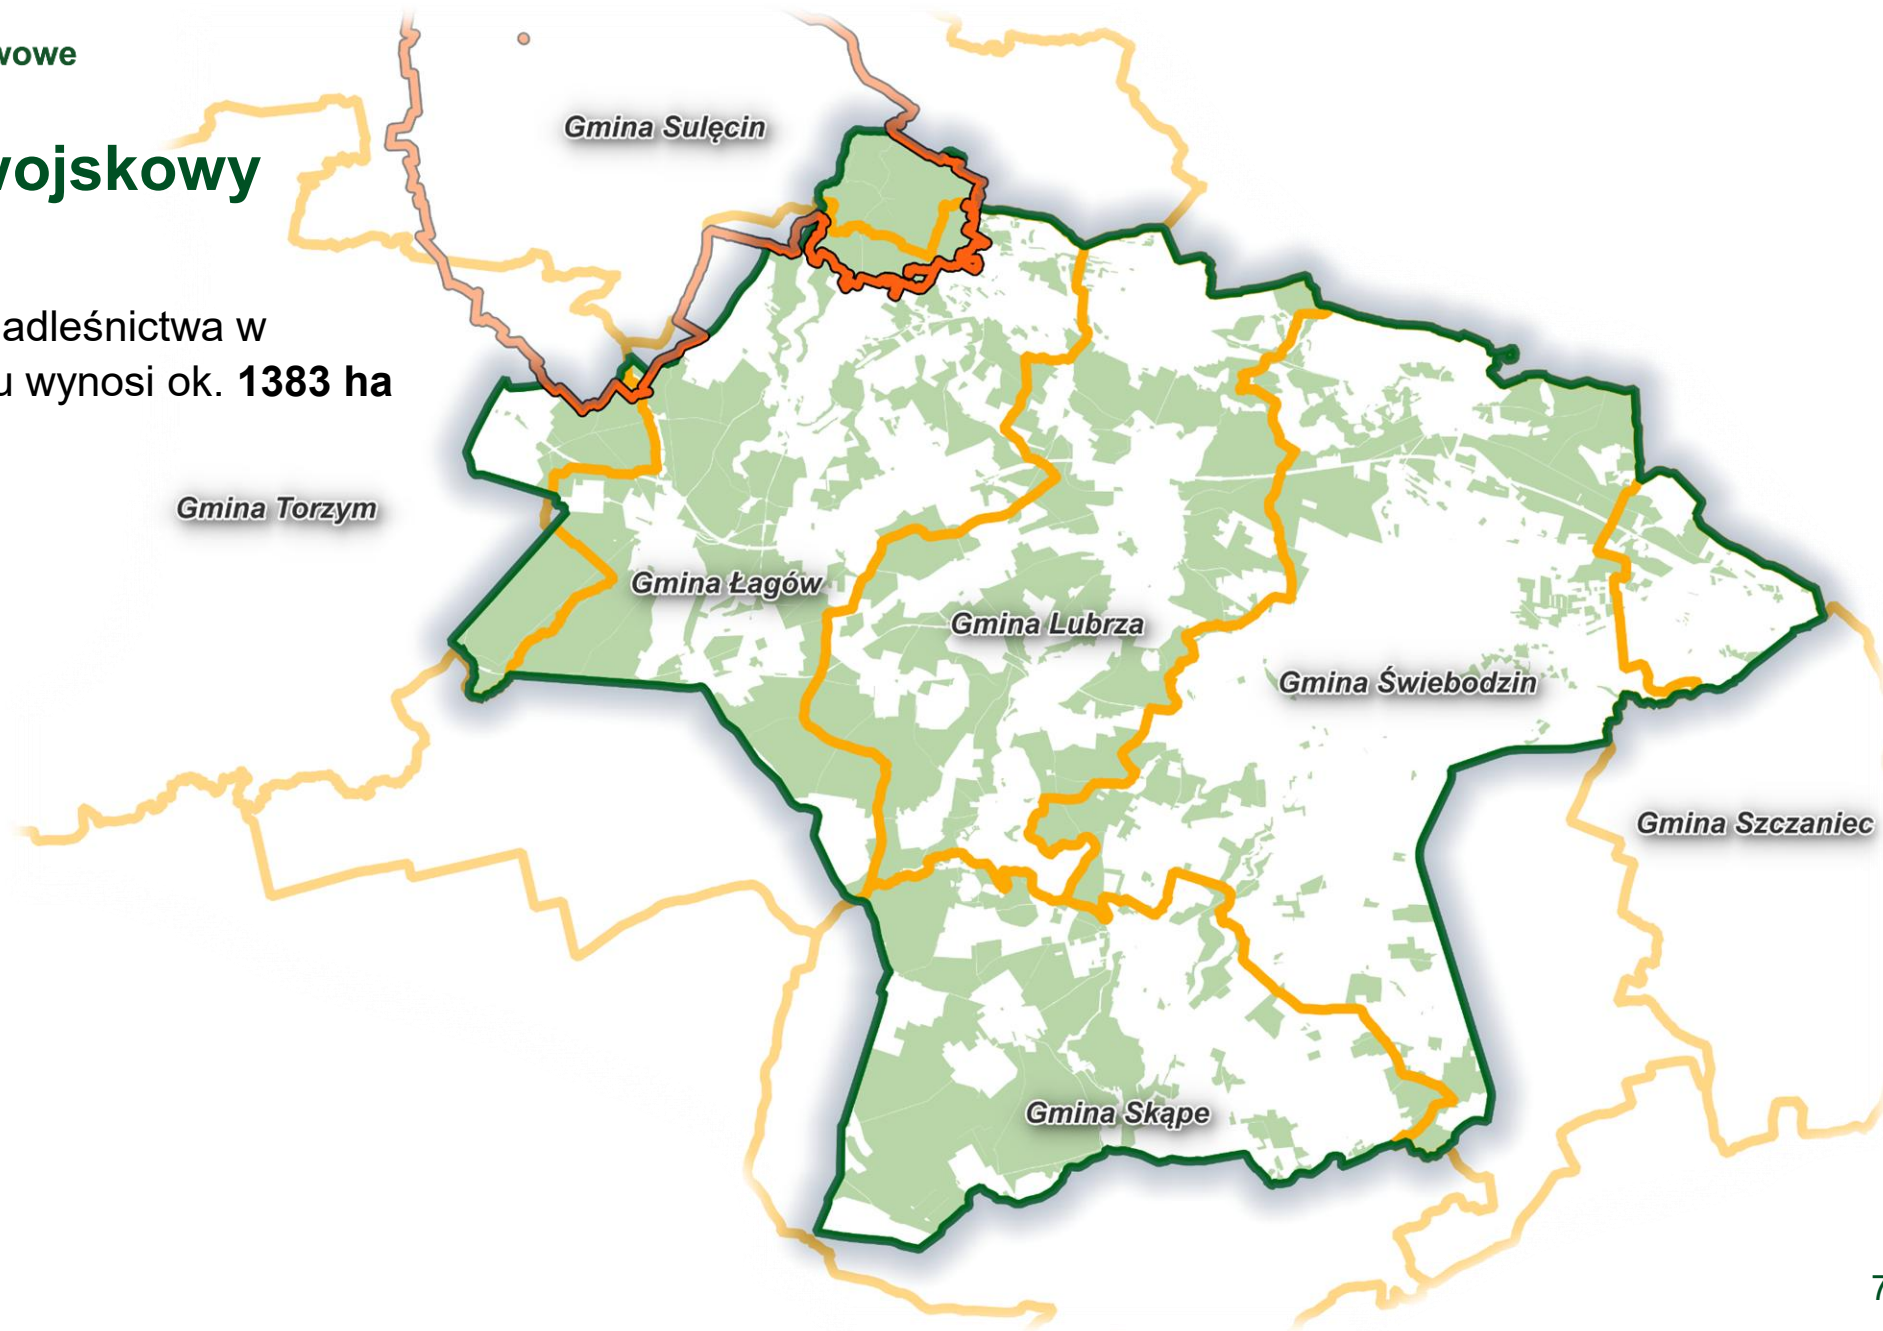 wowe
wojskowy
adleśnictwa w
u wynosi ok. 1383 ha
Gmina Sulęcin
Gmina Torzym
Gmina Łagów
Gmina Lubrza
Gmina Świebodzin
Gmina Szczaniec
Gmina Skąpe
7